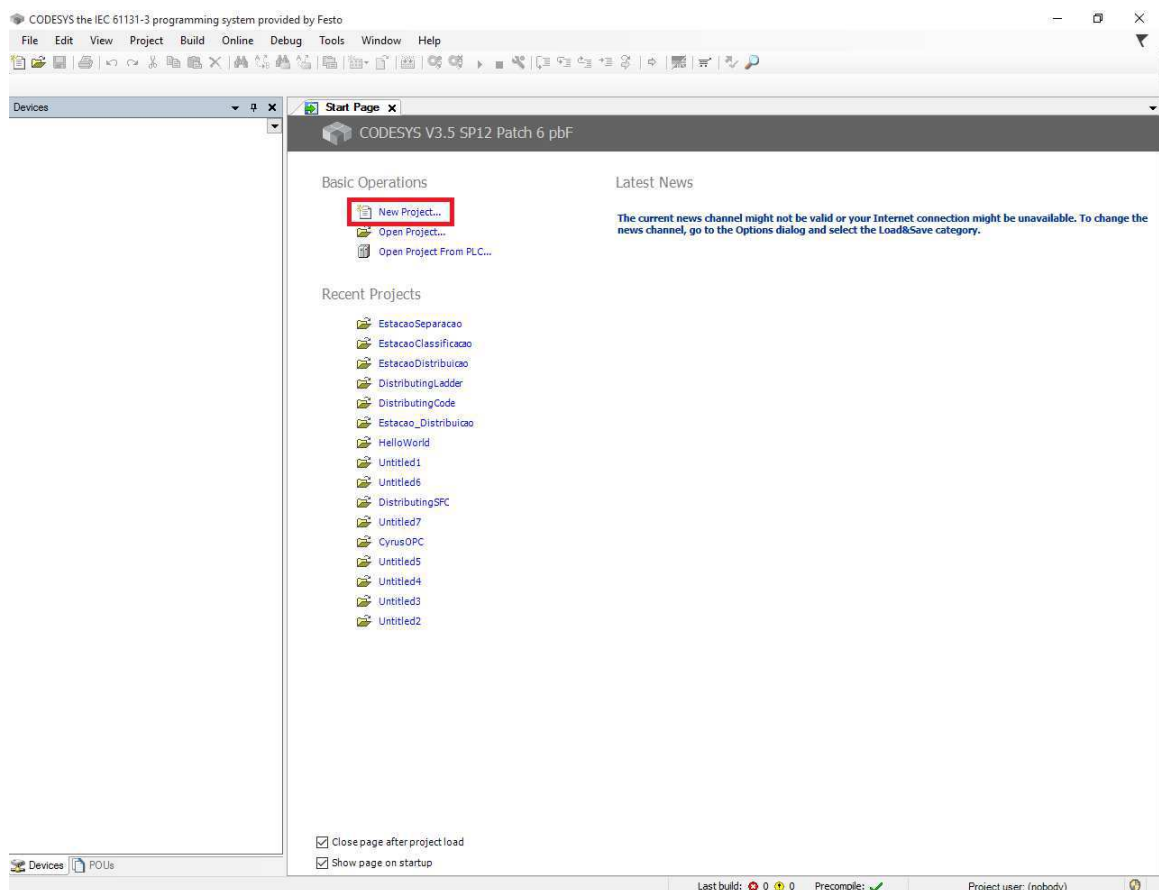 CODESYS the IEC 61131-3 programming system provided by Festo
File Edit View Project Build Online Debug Tools Window Help
Devices
Start Page
CODESYS V3.5 SP12 Patch 6 pbF
Basic Operations
Latest News
New Project...
Open Project...
Open Project From PLC...
The current news channel might not be valid or your Internet connection might be unavailable. To change the
news channel, go to the Options dialog and select the Load&Save category.
Recent Projects
EstacaoSeparacao
EstacaoClassificacao
EstacaoDistribuicao
DistributingLadder
DistributingCode
Estacao_Distribuicao
HelloWorld
Untitled1
Untitled6
DistributingSFC
Untitled7
CyrusOPC
Untitled5
Untitled4
Untitled3
Untitled2
Close page after project load
Show page on startup
Devices POUs
Last build: 0 0 Precompile: Project user: (nobody)